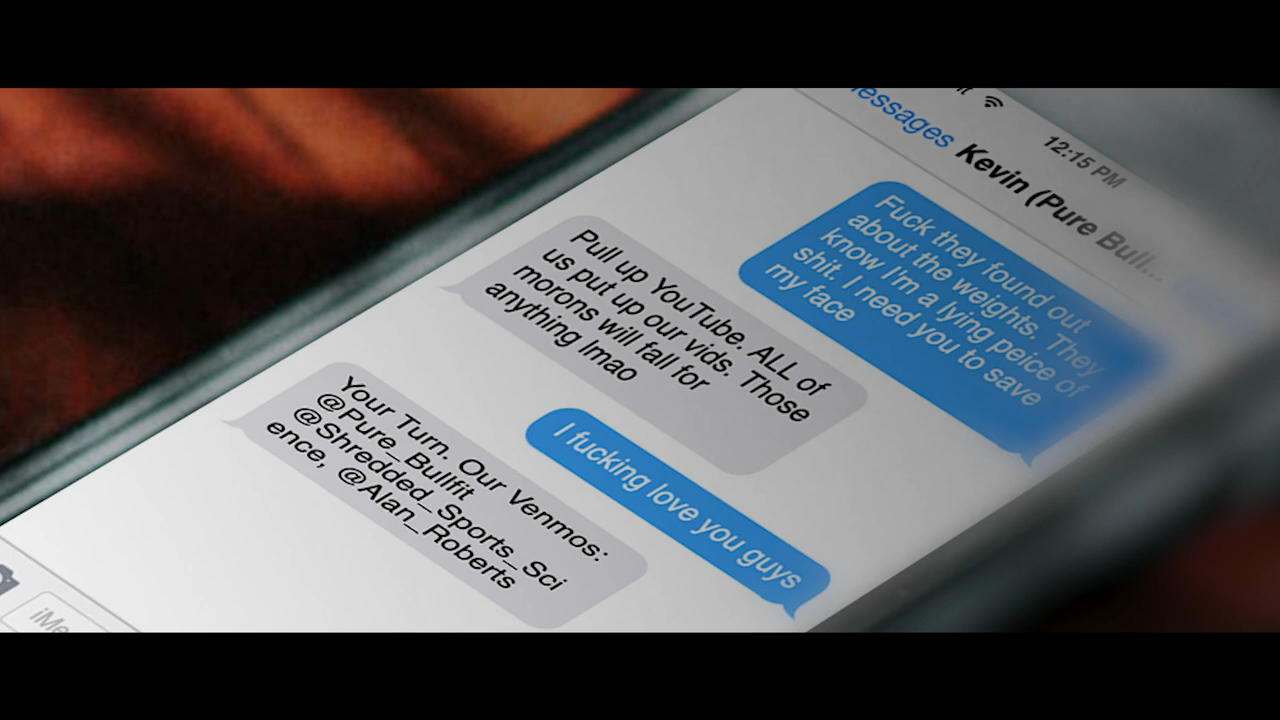 12:15 PM
essages Kevin (Pure Bull...
Fuck they found out
about the weights. They
know I'm a lying peice of
shit. I need you to save
my face
Pull up YouTube. ALL of
us put up our vids. Those
morons will fall for
anything lmao
I fucking love you guys
Your Turn. Our Venmos:
@Pure_Bullfit
@Shredded_Sports_Sci
ence, @Alan_Roberts
iMe